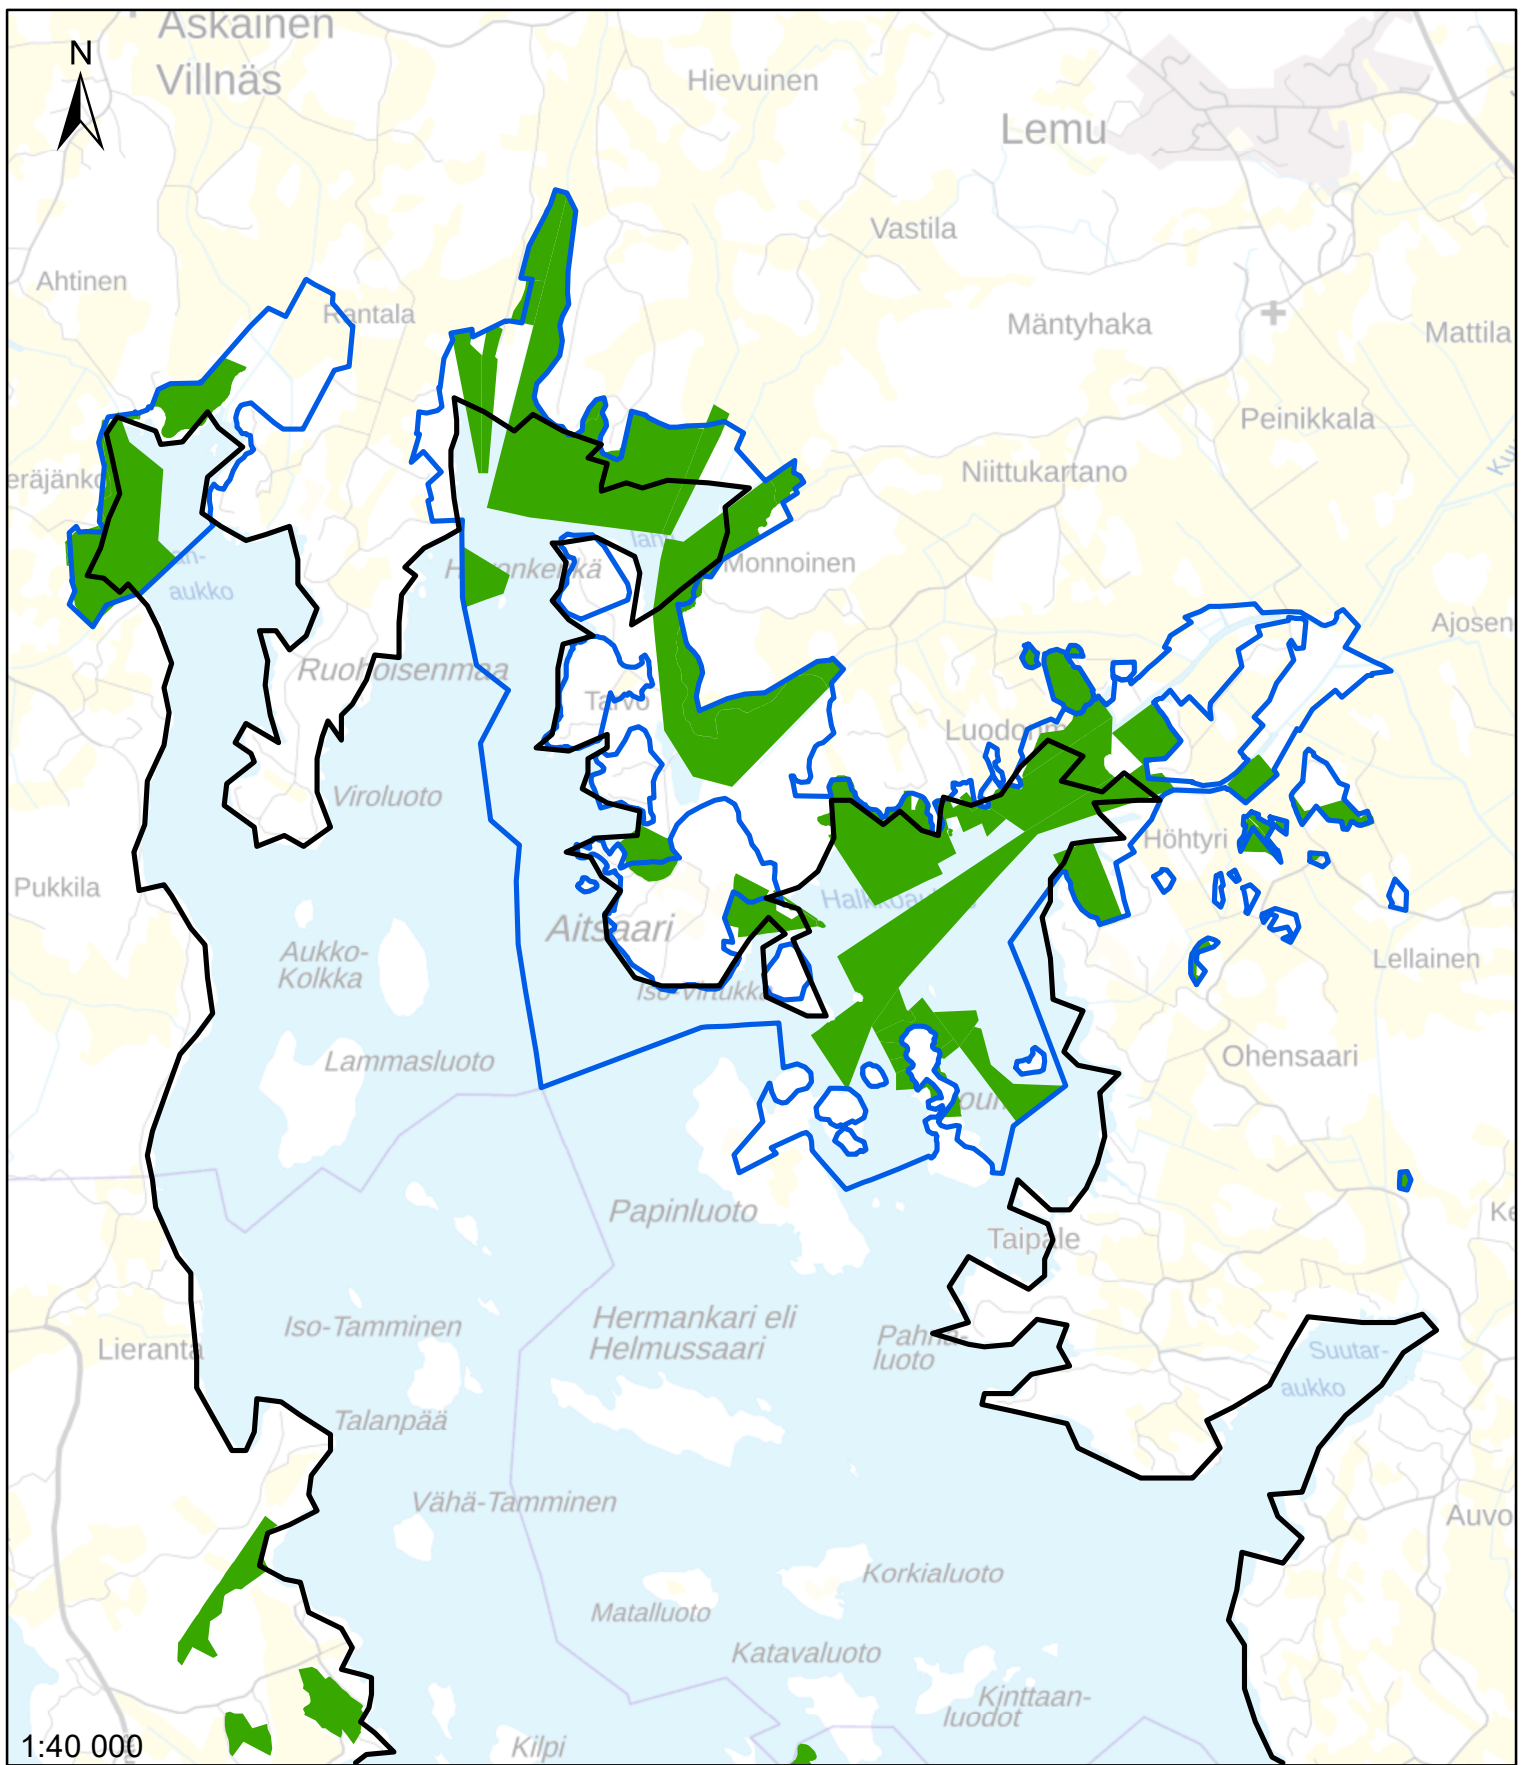 Askainen
Villnäs
N
Hievuinen
Lemu
Vastila
Ahtinen
Rantala
Mäntyhaka
Mattila
Peinikkala
Niittukartano
Monnoinen
aukko
Ajosen
Ruohoisenmaa
Tarvo
Viroluoto
Höhtyri
Pukkila
Aitsaari
Aukko-
Kolkka
Lellainen
Lammasluoto
Ohensaari
Papinluoto
Taipale
Iso-Tamminen
Hermankari eli
Helmussaari
Lieranta
luoto
Suutar-
aukko
Talanpää
Vähä-Tamminen
Auvo
Korkialuoto
Matalluoto
Katavaluoto
Kinttaan-
luodot
Kilpi
1:40 000